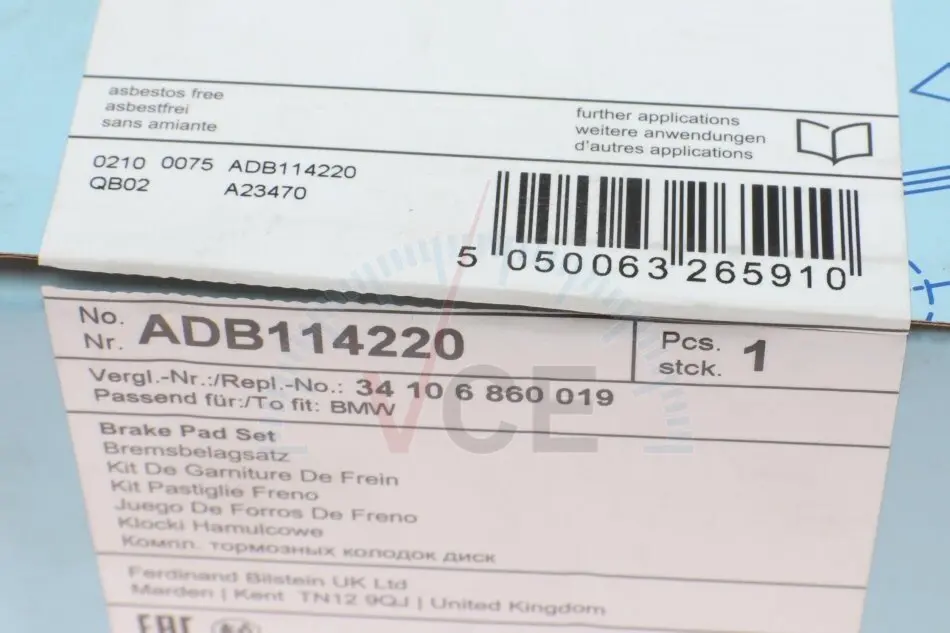 asbestos free
asbestfrei
sans amiante
further applications
weitere anwendungen
d'autres applications
0210 0075 ADB114220
QB02 A23470
5 050063 265910
No.
Nr. ADB114220
Pcs.
stck. 1
Vergl.-Nr.:/Repl.-No.: 34 10 6 860 019
Passend für:/To fit: BMW
Brake Pad Set
Bremsbelagsatz
Kit De Garniture De Frein
Kit Pastiglie Freno
Juego De Forros De Freno
Klocki Hamulcowe
Компл. тормозных колодок диск
Ferdinand Bilstein UK Ltd
Marden | Kent TN12 9QJ | United Kingdom
EAC
VCE